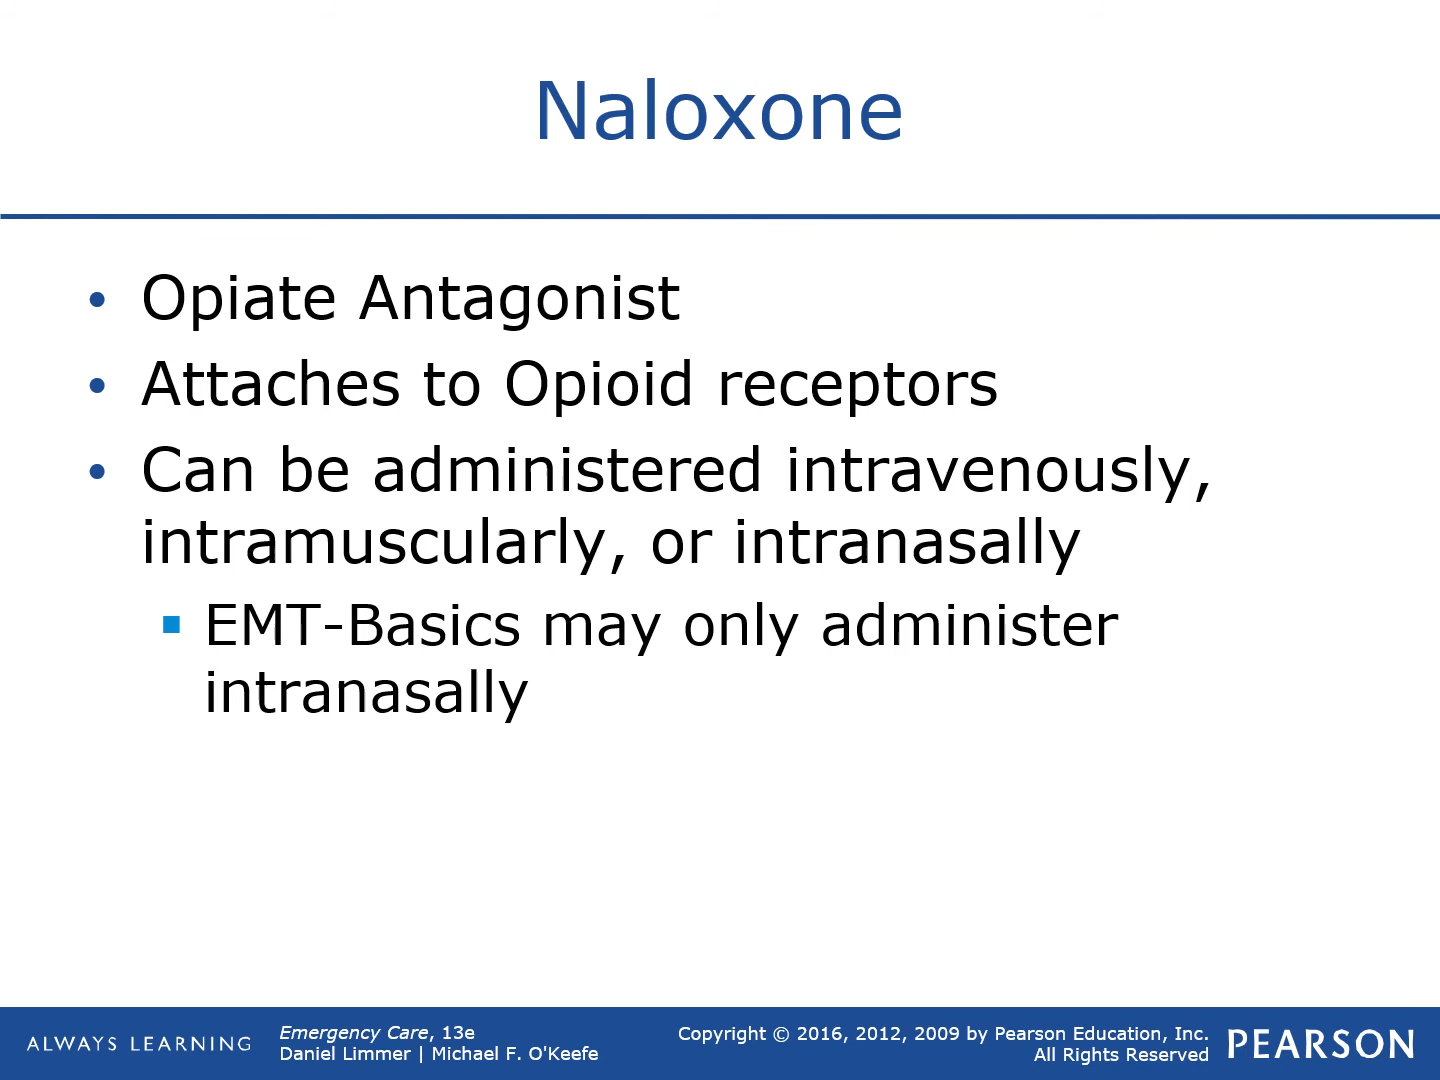 Naloxone
• Opiate Antagonist
• Attaches to Opioid receptors
• Can be administered intravenously,
intramuscularly, or intranasally
▪ EMT-Basics may only administer
intranasally
ALWAYS LEARNING
Emergency Care, 13e
Daniel Limmer | Michael F. O'Keefe
Copyright © 2016, 2012, 2009 by Pearson Education, Inc.
All Rights Reserved
PEARSON